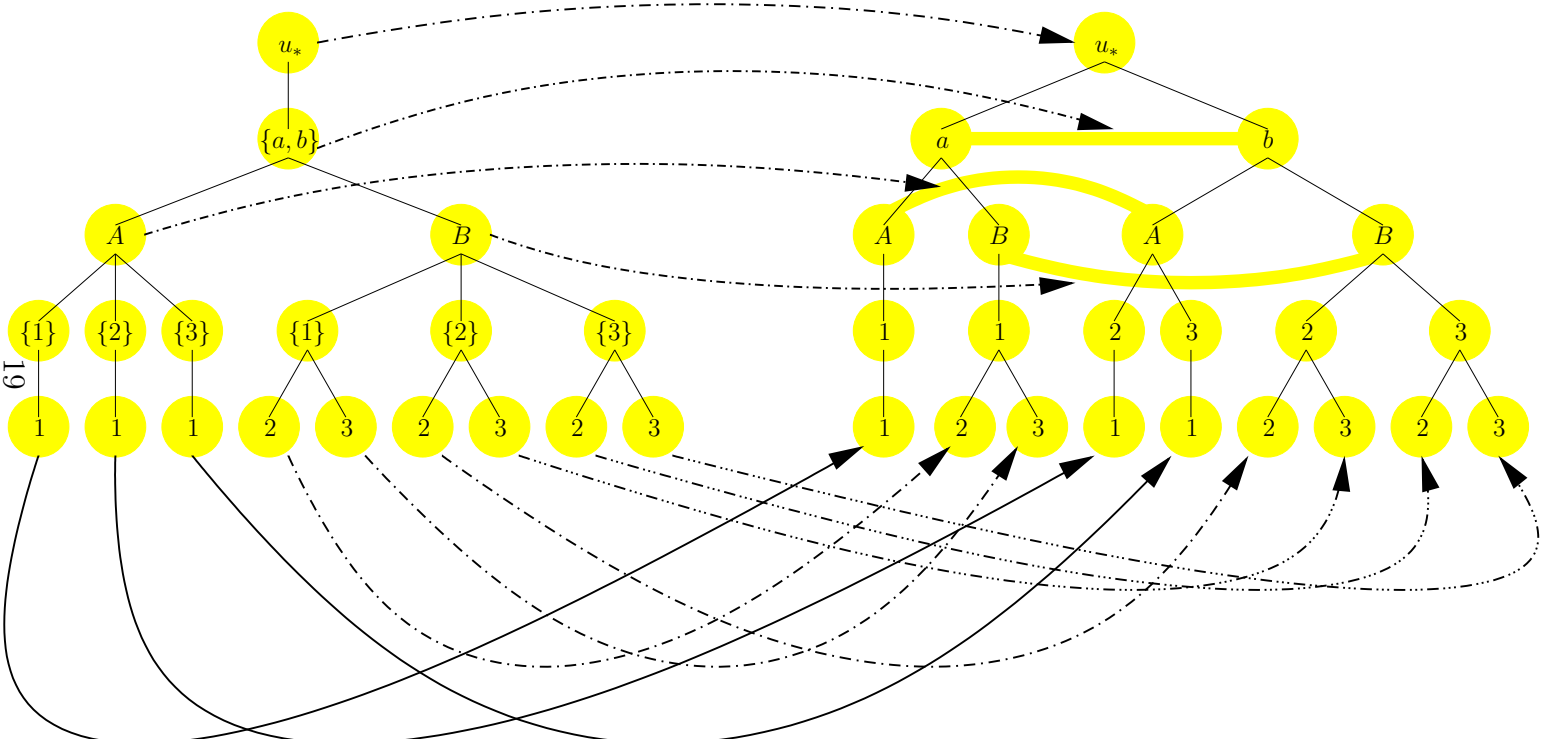 u* u*
{a, b} a b
A B A B A B
{1} {2} {3} {1} {2} {3} 1 1 2 3 2 3
19
1 1 1 2 3 2 3 2 3 1 2 3 1 1 2 3 2 3